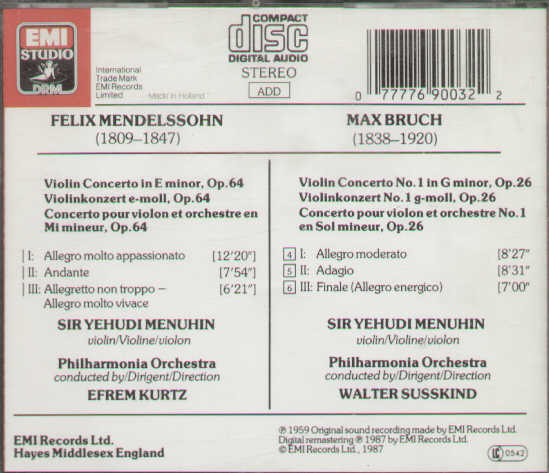 EMI
STUDIO
DRM
International
Trade Mark
EMI Records
Limited
Made in Holland
COMPACT
disc
DIGITAL AUDIO
STEREO
ADD
0 77776 90032 2
FELIX MENDELSSOHN
(1809–1847)
Violin Concerto in E minor, Op.64
Violinkonzert e-moll, Op.64
Concerto pour violon et orchestre en
Mi mineur, Op.64
I: Allegro molto appassionato [12'20"]
II: Andante [7'54"]
III: Allegretto non troppo –
Allegro molto vivace [6'21"]
SIR YEHUDI MENUHIN
violin/Violine/violon
Philharmonia Orchestra
conducted by/Dirigent/Direction
EFREM KURTZ
MAX BRUCH
(1838–1920)
Violin Concerto No.1 in G minor, Op.26
Violinkonzert No.1 g-moll, Op.26
Concerto pour violon et orchestre No.1
en Sol mineur, Op.26
4 I: Allegro moderato [8'27"
5 II: Adagio [8'31"
6 III: Finale (Allegro energico) [7'00"
SIR YEHUDI MENUHIN
violin/Violine/violon
Philharmonia Orchestra
conducted by/Dirigent/Direction
WALTER SUSSKIND
EMI Records Ltd.
Hayes Middlesex England
℗ 1959 Original sound recording made by EMI Records Ltd.
Digital remastering ℗ 1987 by EMI Records Ltd.
© EMI Records Ltd., 1987
LC 0542